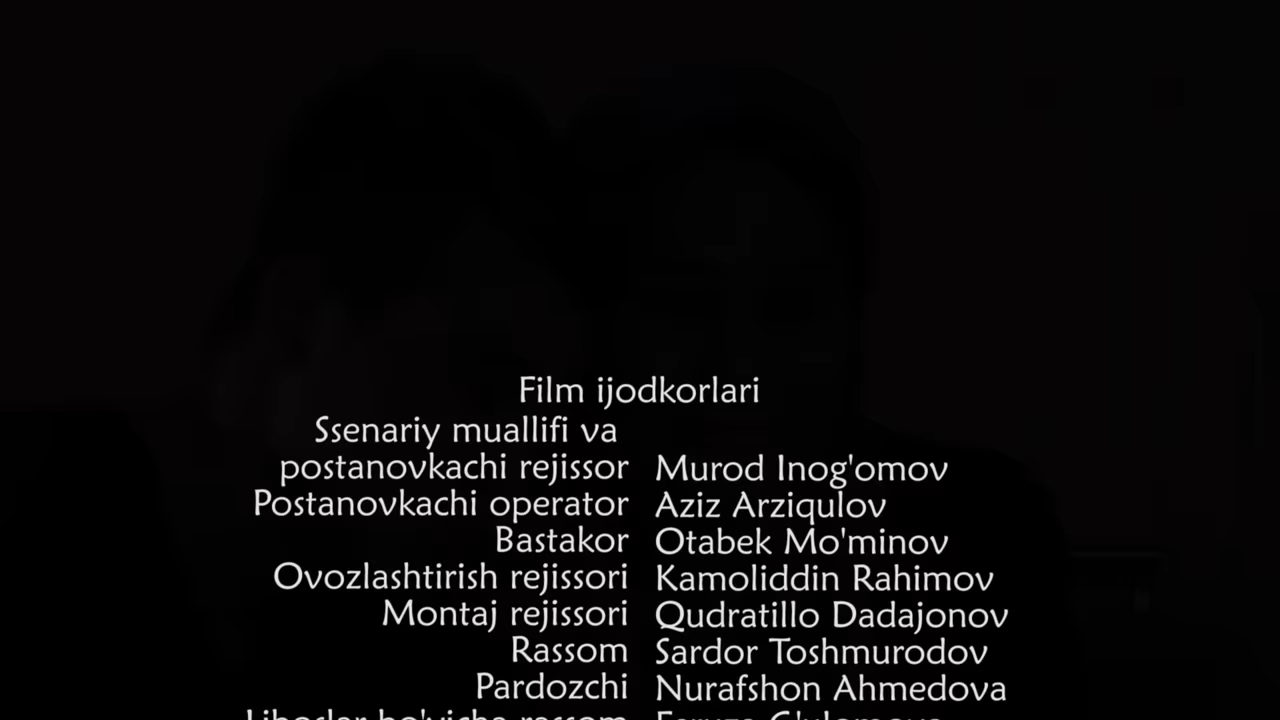 Film ijodkorlari
Ssenariy muallifi va
postanovkachi rejissor Murod Inog'omov
Postanovkachi operator Aziz Arziqulov
Bastakor Otabek Mo'minov
Ovozlashtirish rejissori Kamoliddin Rahimov
Montaj rejissori Qudratillo Dadajonov
Rassom Sardor Toshmurodov
Pardozchi Nurafshon Ahmedova